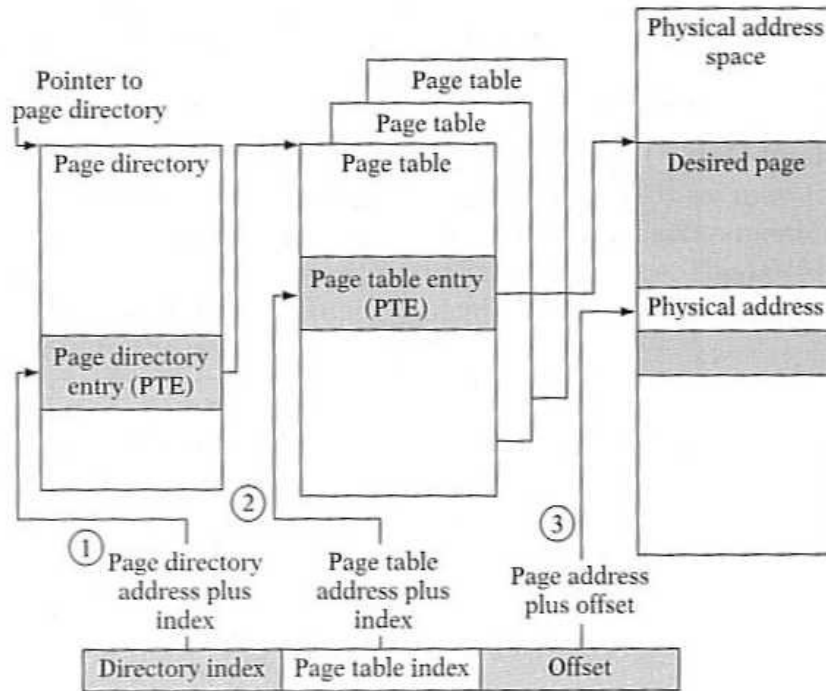 Physical address
space
Pointer to
page directory
Page table
Page table
Page directory
Page table
Desired page
Page table entry
(PTE)
Physical address
Page directory
entry (PTE)
1
2
3
Page directory
address plus
index
Page table
address plus
index
Page address
plus offset
Directory index
Page table index
Offset